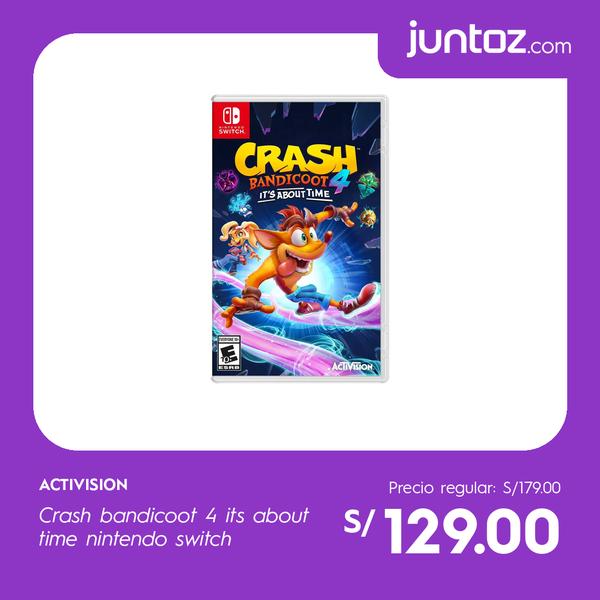 juntoz.com
NINTENDO
SWITCH
CRASH
BANDICOOT 4
IT'S ABOUT TIME
EVERYONE 10+
E
10+
ESRB
ACTIVISION
ACTIVISION
Crash bandicoot 4 its about
time nintendo switch
Precio regular: S/179.00
S/129.00